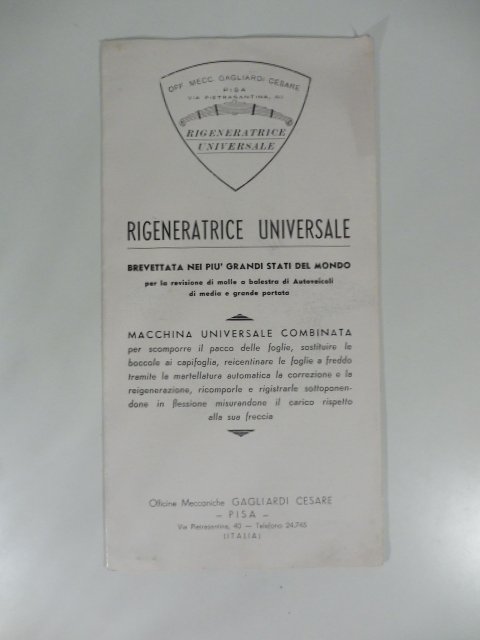 OFF. MECC. GAGLIARDI CESARE
PISA
VIA PIETRASANTINA, 40
RIGENERATRICE
UNIVERSALE
RIGENERATRICE UNIVERSALE
BREVETTATA NEI PIU' GRANDI STATI DEL MONDO
per la revisione di molle a balestra di Autoveicoli
di media e grande portata
MACCHINA UNIVERSALE COMBINATA
per scomporre il pacco delle foglie, sostituire le
boccole ai capifoglia, reicentinare le foglie a freddo
tramite la martellatura automatica la correzione e la
reigenerazione, ricomporle e rigistrarle sottoponen-
done in flessione misurandone il carico rispetto
alla sua freccia
Officine Meccaniche GAGLIARDI CESARE
– PISA –
Via Pietrasantina, 40 – Telefono 24.745
(ITALIA)